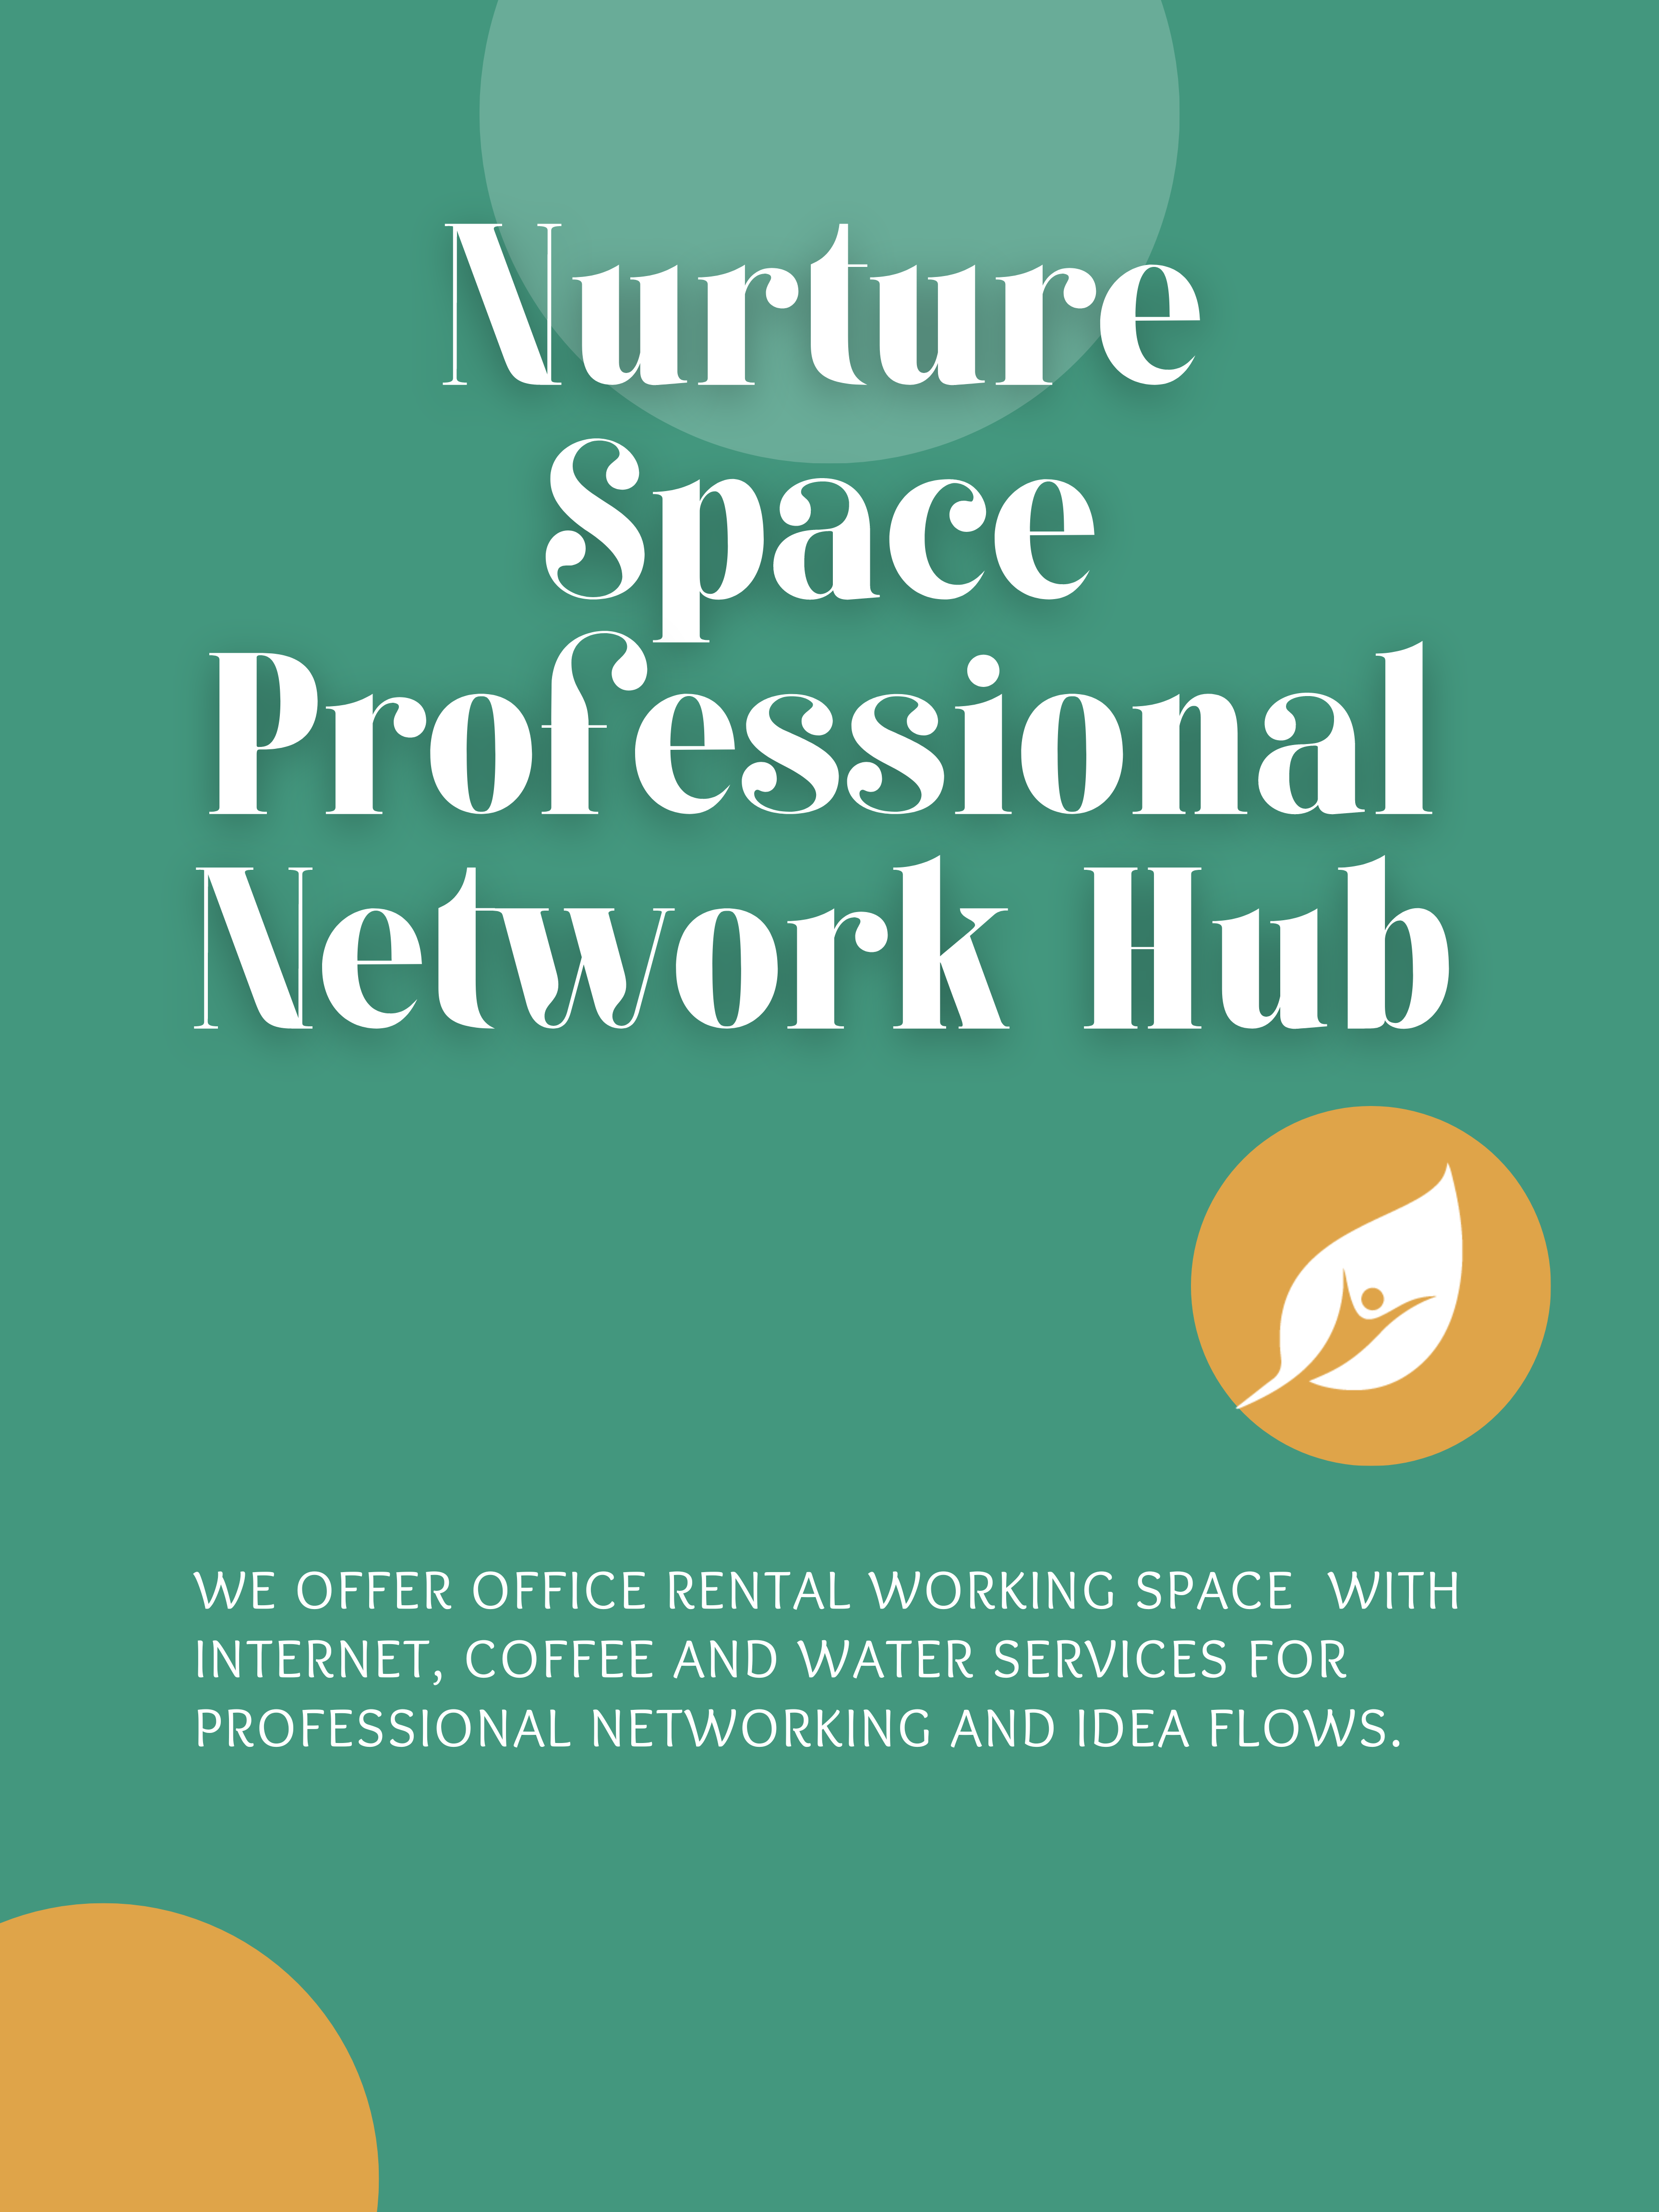 Nurture
Space
Professional
Network Hub
WE OFFER OFFICE RENTAL WORKING SPACE WITH
INTERNET, COFFEE AND WATER SERVICES FOR
PROFESSIONAL NETWORKING AND IDEA FLOWS.